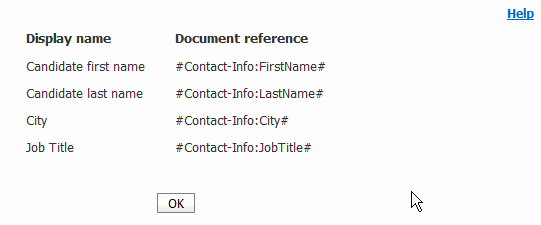 Help
Display name Document reference
Candidate first name #Contact-Info:FirstName#
Candidate last name #Contact-Info:LastName#
City #Contact-Info:City#
Job Title #Contact-Info:JobTitle#
OK